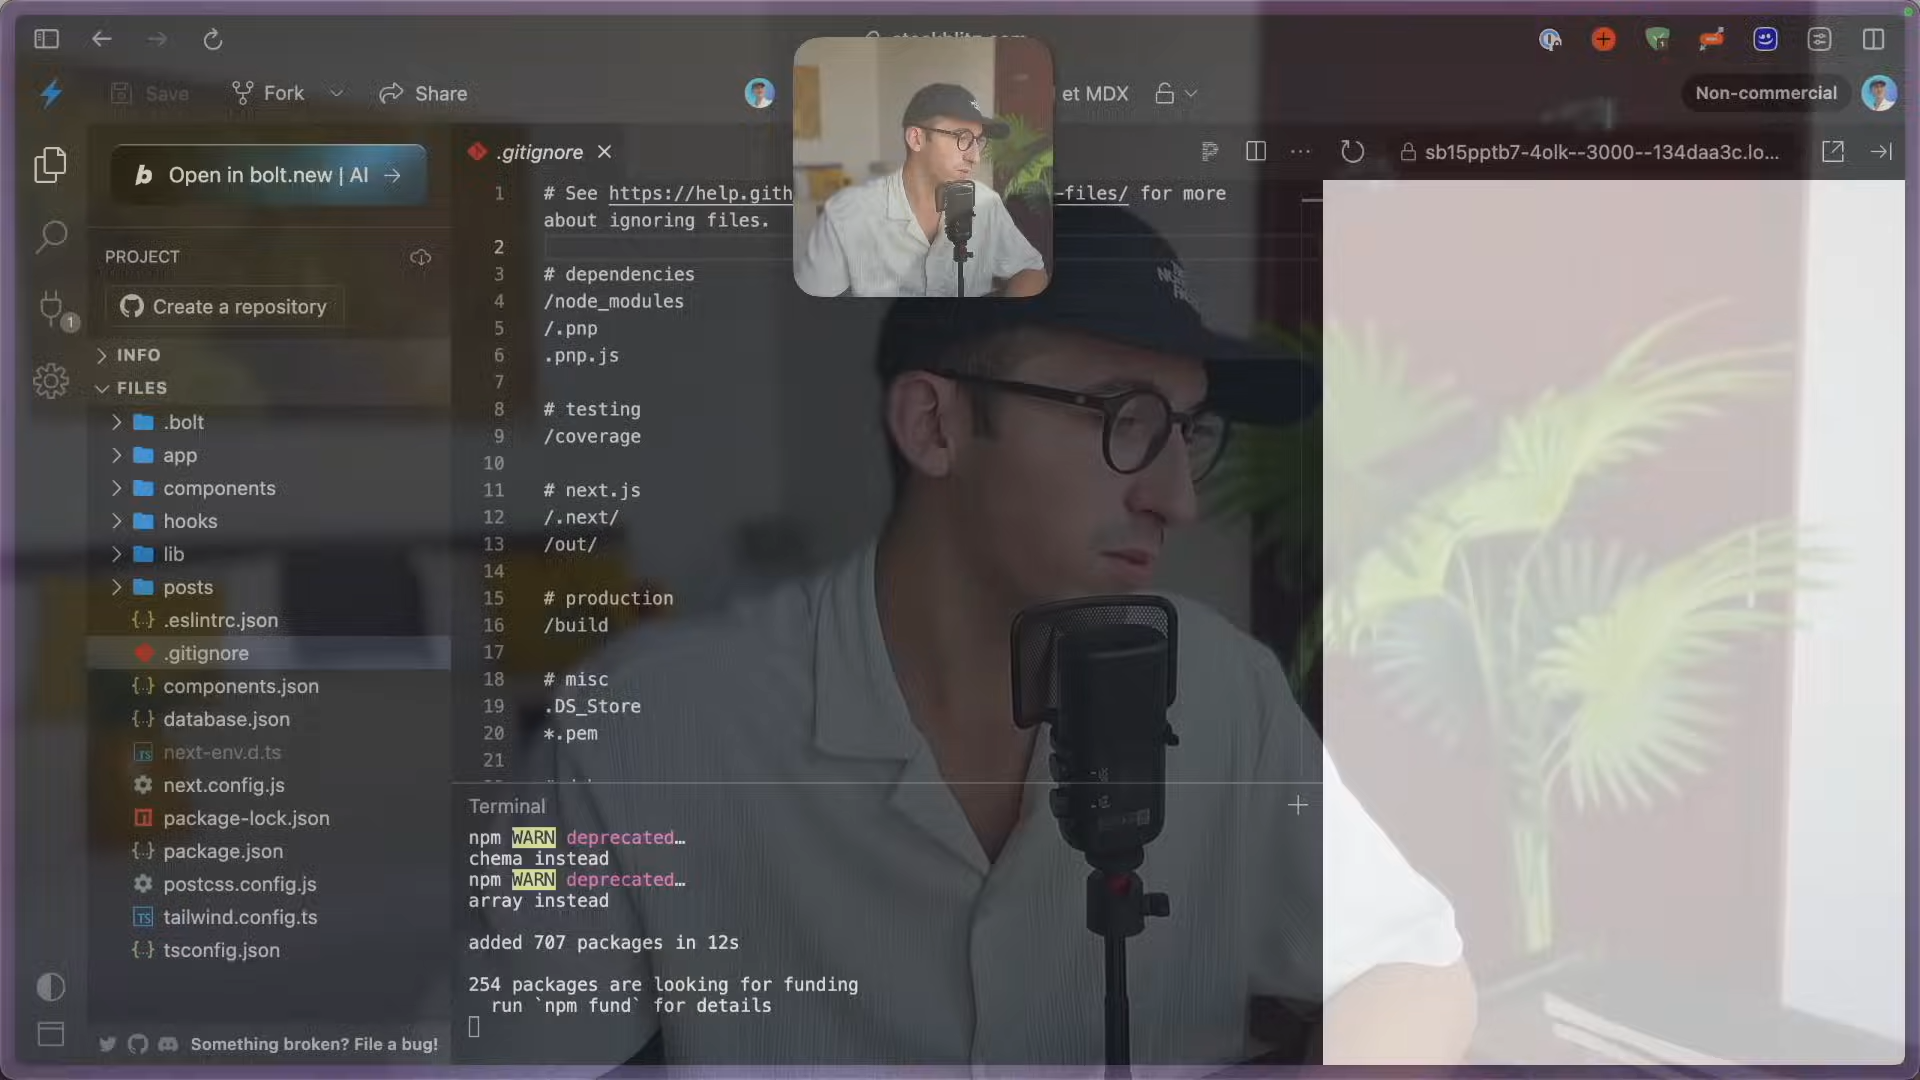 stackblitz.com
Save
Fork
Share
et MDX
Non-commercial
b Open in bolt.new | AI
.gitignore
sb15pptb7-4olk--3000--134daa3c.lo...
PROJECT
Create a repository
1
INFO
FILES
.bolt
app
components
hooks
lib
posts
.eslintrc.json
.gitignore
components.json
database.json
next-env.d.ts
next.config.js
package-lock.json
package.json
postcss.config.js
tailwind.config.ts
tsconfig.json
Something broken? File a bug!
1 # See https://help.gith -files/ for more
about ignoring files.
2
3 # dependencies
4 /node_modules
5 /.pnp
6 .pnp.js
7
8 # testing
9 /coverage
10
11 # next.js
12 /.next/
13 /out/
14
15 # production
16 /build
17
18 # misc
19 .DS_Store
20 *.pem
21
Terminal
npm WARN deprecated…
chema instead
npm WARN deprecated…
array instead
added 707 packages in 12s
254 packages are looking for funding
run `npm fund` for details